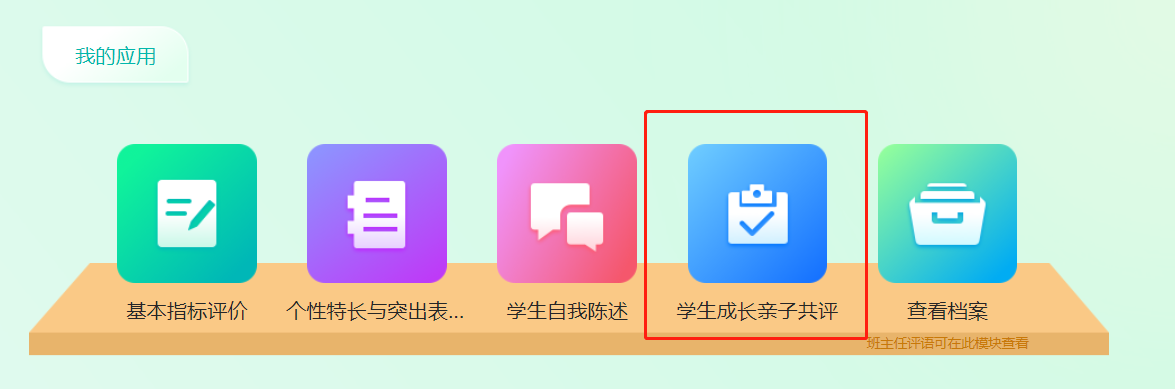 我的应用
基本指标评价
个性特长与突出表...
学生自我陈述
学生成长亲子共评
查看档案
班主任评语可在此模块查看